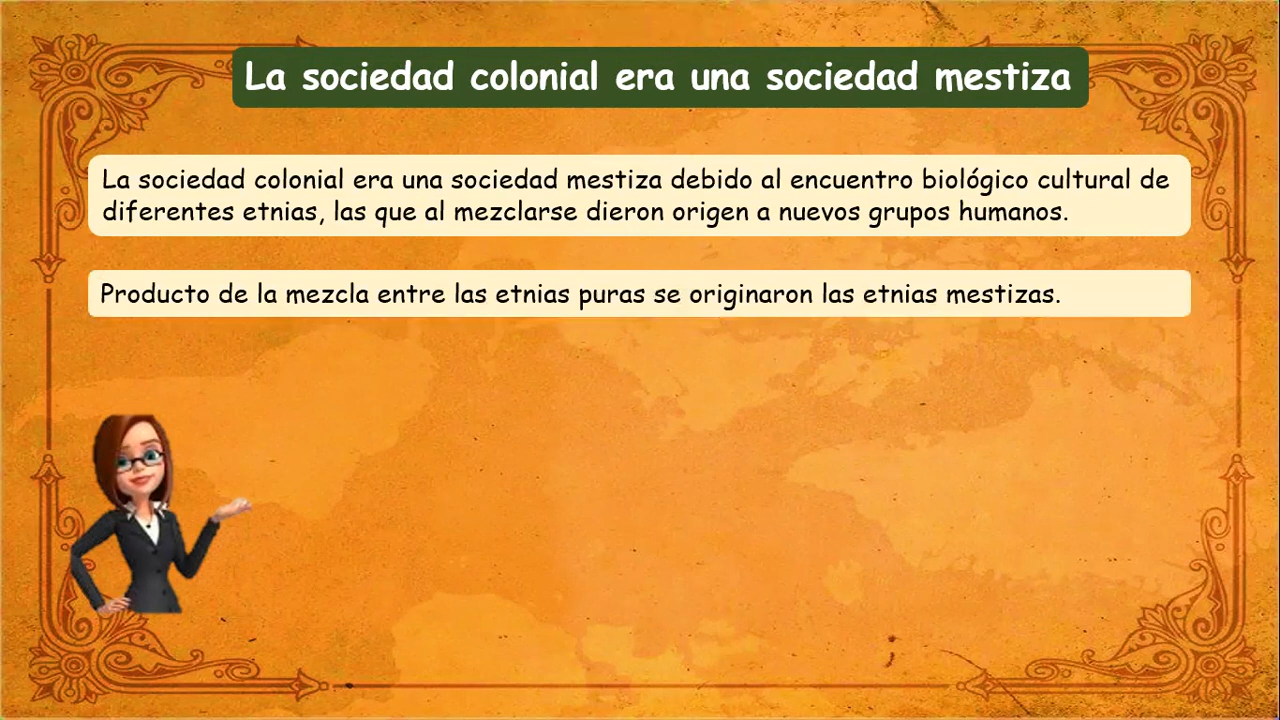 La sociedad colonial era una sociedad mestiza
La sociedad colonial era una sociedad mestiza debido al encuentro biológico cultural de
diferentes etnias, las que al mezclarse dieron origen a nuevos grupos humanos.
Producto de la mezcla entre las etnias puras se originaron las etnias mestizas.